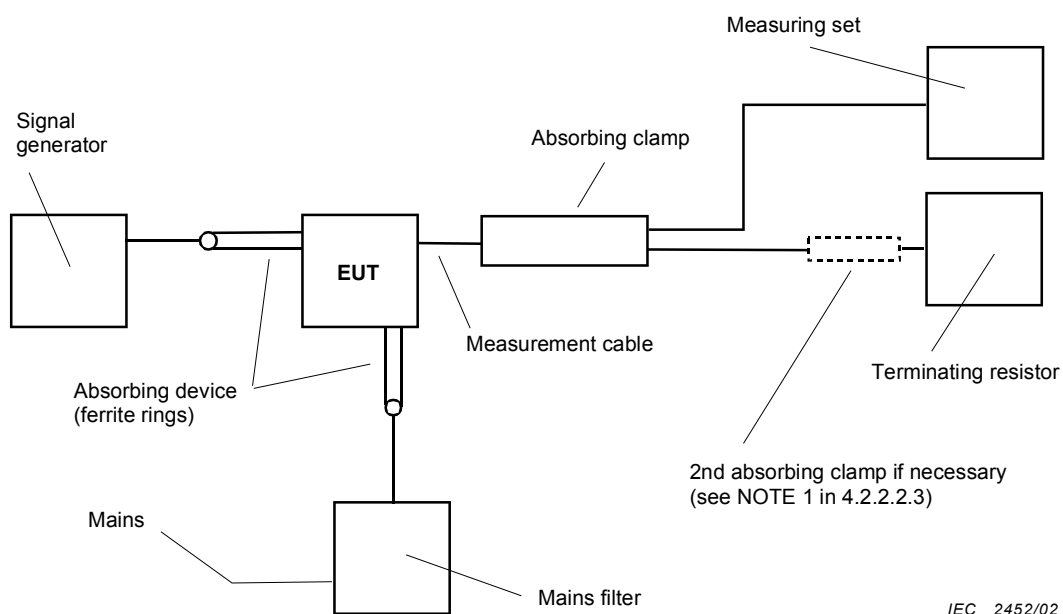 Measuring set
Signal
generator
Absorbing clamp
EUT
Measurement cable
Terminating resistor
Absorbing device
(ferrite rings)
2nd absorbing clamp if necessary
(see NOTE 1 in 4.2.2.2.3)
Mains
Mains filter
IEC 2452/02